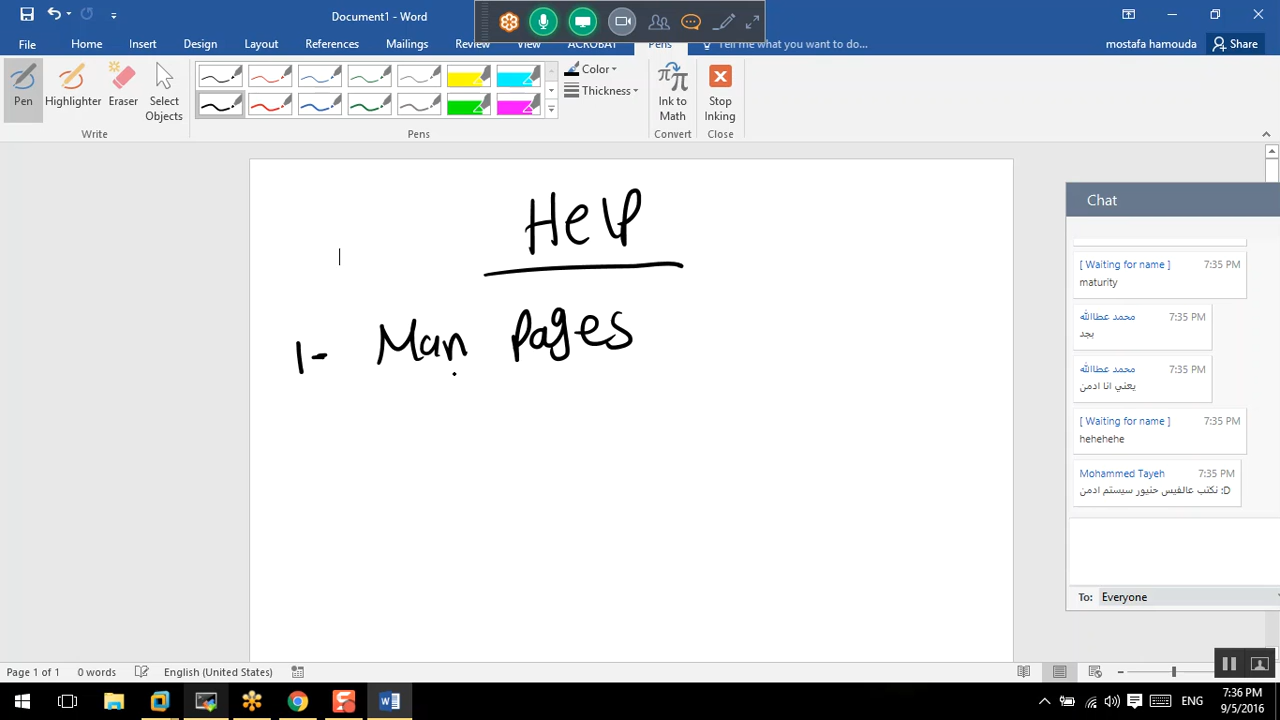 Document1 - Word
File Home Insert Design Layout References Mailings Review View ACROBAT Pens Tell me what you want to do...
mostafa hamouda Share
Pen Highlighter Eraser Select Objects
Color
Thickness
Ink to Math
Stop Inking
Write Pens Convert Close
Help
1- Man Pages
Chat
[ Waiting for name ] 7:35 PM
maturity
محمد عطاالله 7:35 PM
بجد
محمد عطاالله 7:35 PM
يعني انا ادمن
[ Waiting for name ] 7:35 PM
hehehehe
Mohammed Tayeh 7:35 PM
نكتب عالفيس جنيور سيستم ادمن :D
To: Everyone
Page 1 of 1 0 words English (United States)
ENG 7:36 PM
9/5/2016